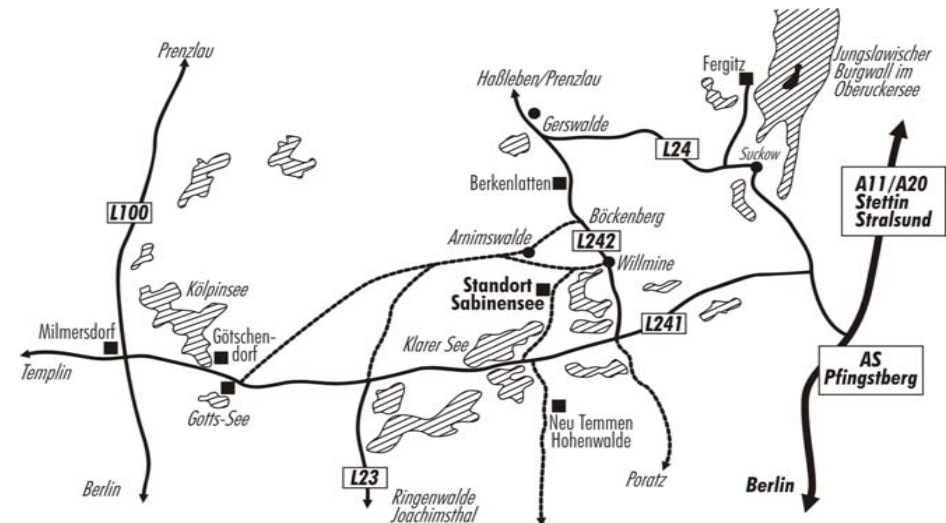 Prenzlau
Haßleben/Prenzlau
Fergitz
Jungslawischer
Burgwall im
Oberuckersee
Gerswalde
L24
Suckow
Berkenlatten
A11/A20
Stettin
Stralsund
L100
Böckenberg
Arnimswalde
L242
Willmine
Standort
Sabinensee
Kölpinsee
L241
Milmersdorf
Götschen-
dorf
Klarer See
Templin
AS
Pfingstberg
Gotts-See
Neu Temmen
Hohenwalde
L23
Poratz
Berlin
Ringenwalde
Joachimsthal
Berlin